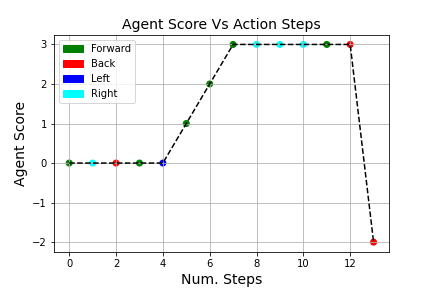 Agent Score Vs Action Steps
Forward
Back
Left
Right
3
2
1
0
−1
−2
Agent Score
0 2 4 6 8 10 12
Num. Steps